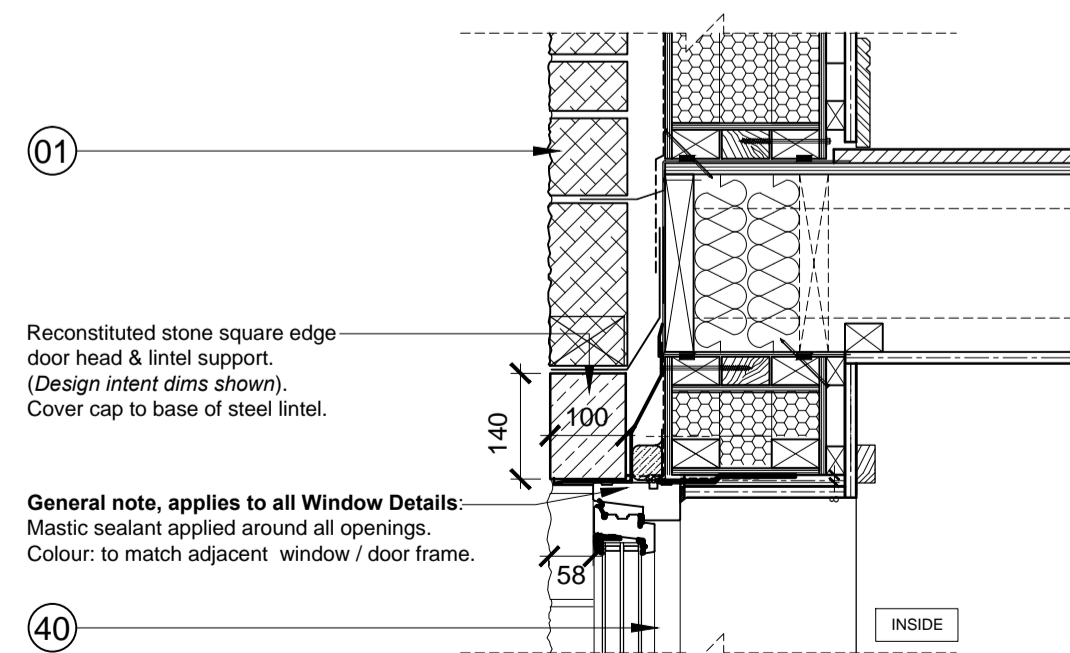 01
Reconstituted stone square edge
door head & lintel support.
(Design intent dims shown).
Cover cap to base of steel lintel.
140
100
General note, applies to all Window Details:
Mastic sealant applied around all openings.
Colour: to match adjacent window / door frame.
58
40
INSIDE